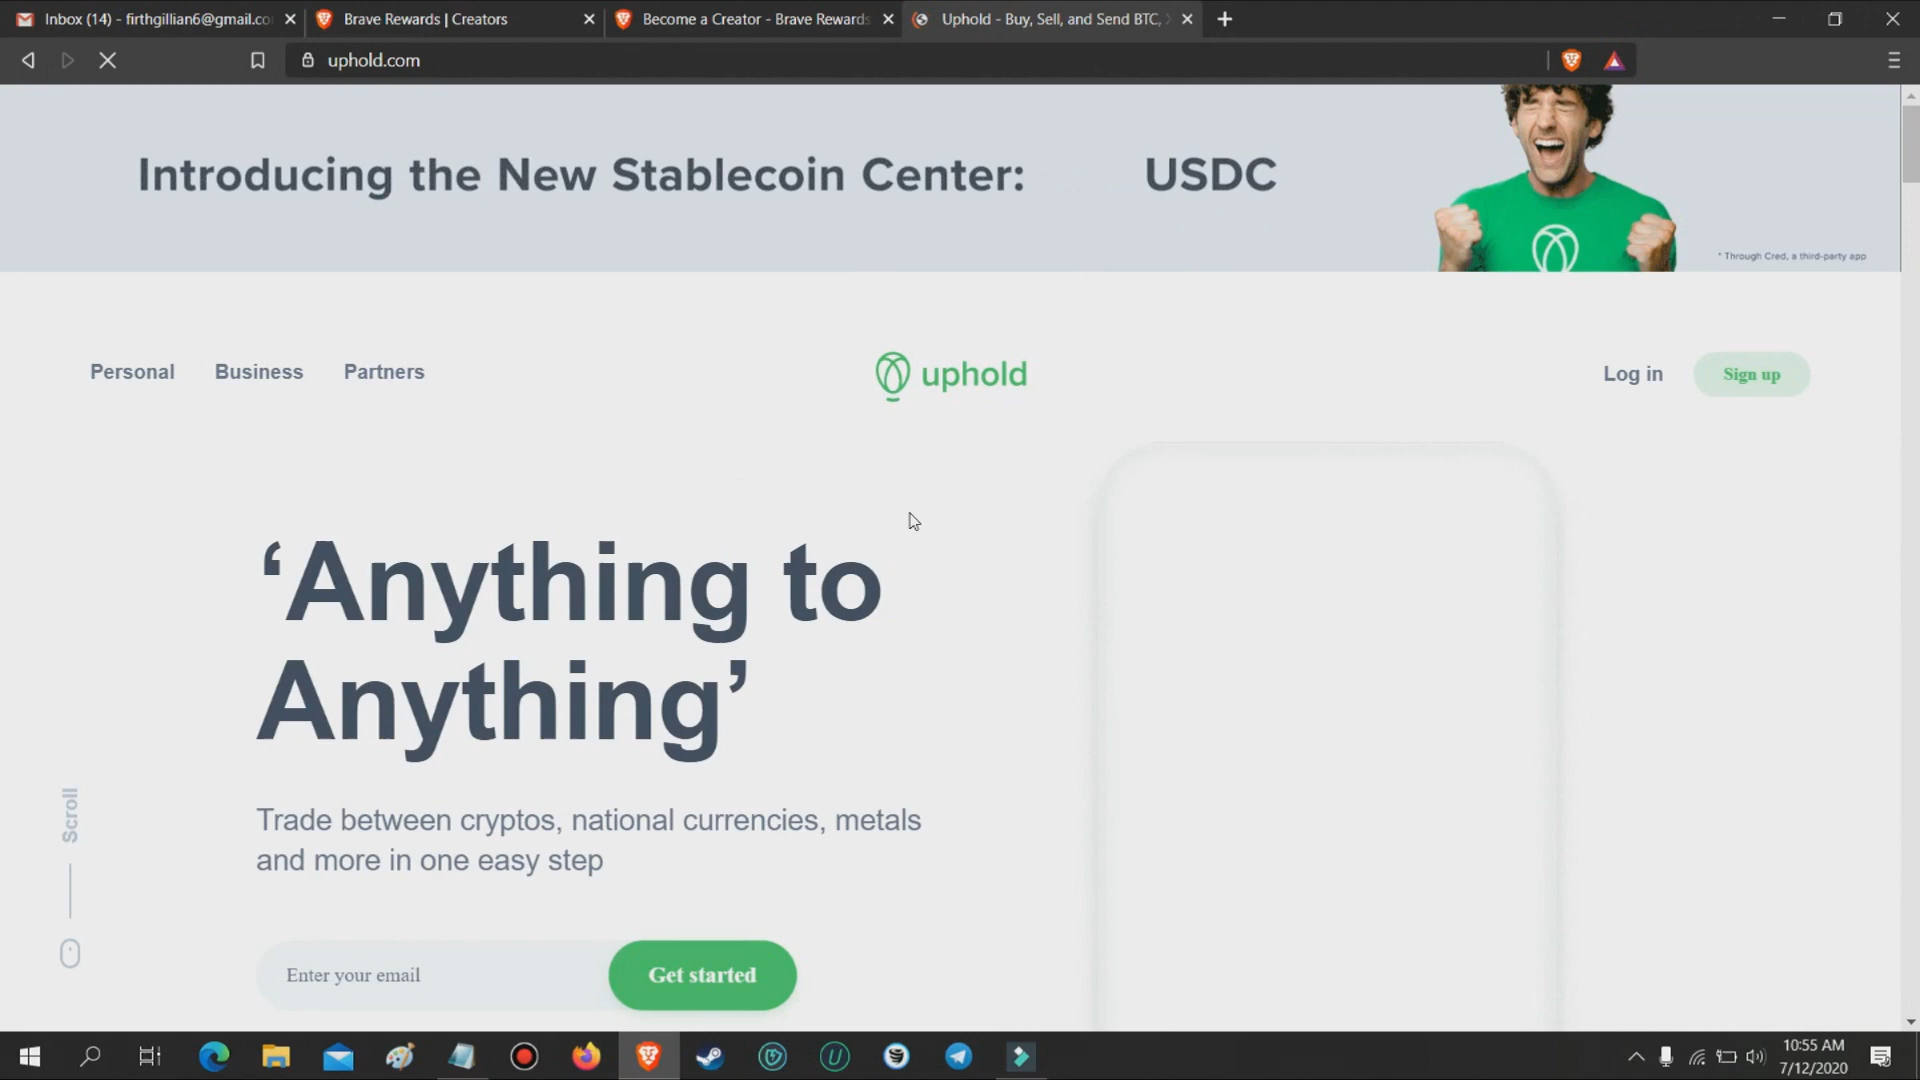 Inbox (14) - firthgillian6@gmail.co
Brave Rewards | Creators
Become a Creator - Brave Rewards
Uphold - Buy, Sell, and Send BTC,
uphold.com
Introducing the New Stablecoin Center:
USDC
* Through Cred, a third-party app
Personal
Business
Partners
uphold
Log in
Sign up
‘Anything to
Anything’
Trade between cryptos, national currencies, metals
and more in one easy step
Scroll
Enter your email
Get started
10:55 AM
7/12/2020